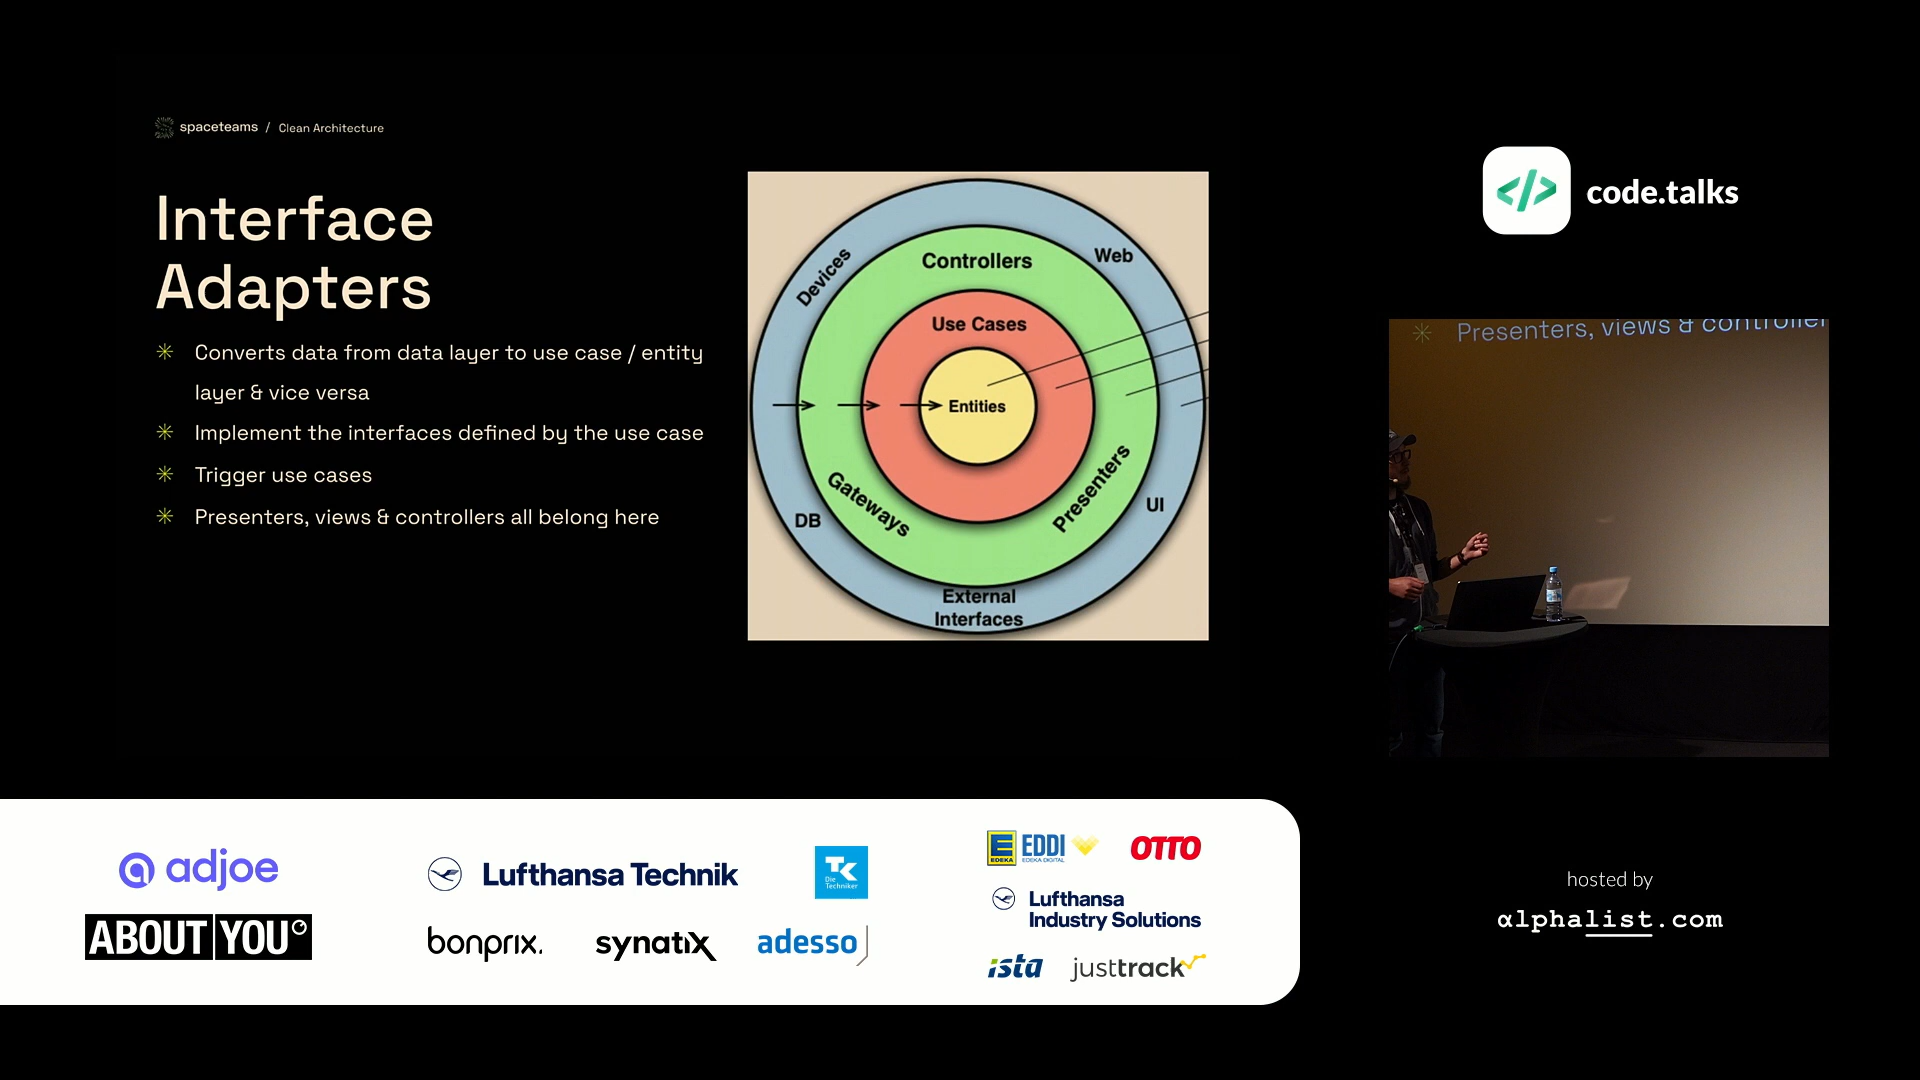 spaceteams / Clean Architecture
Interface
Adapters
Converts data from data layer to use case / entity
layer & vice versa
Implement the interfaces defined by the use case
Trigger use cases
Presenters, views & controllers all belong here
Devices
Controllers
Web
Use Cases
Entities
Gateways
Presenters
DB
UI
External
Interfaces
</> code.talks
Presenters, views & controller
adjoe
ABOUT YOU
Lufthansa Technik
TK
Die
Techniker
bonprix.
synatix
adesso
E
EDEKA
EDDI
EDEKA DIGITAL
OTTO
Lufthansa
Industry Solutions
ista
justtrack
hosted by
αlphalist.com